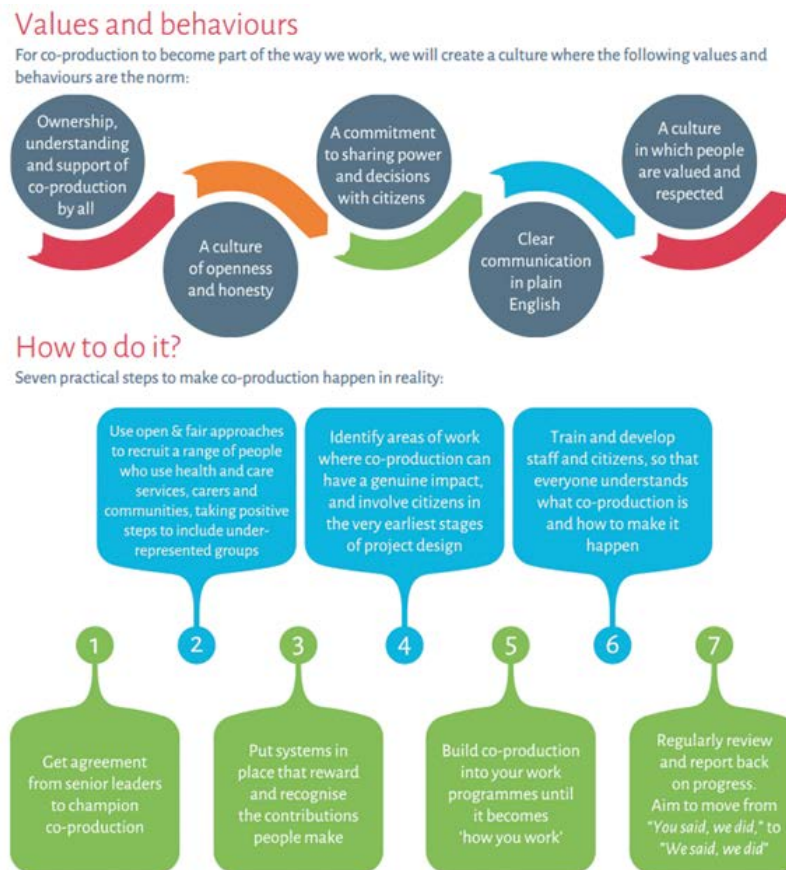 Values and behaviours
For co-production to become part of the way we work, we will create a culture where the following values and
behaviours are the norm:
Ownership,
understanding
and support of
co-production
by all
A culture
of openness
and honesty
A commitment
to sharing power
and decisions
with citizens
Clear
communication
in plain
English
A culture
in which people
are valued and
respected
How to do it?
Seven practical steps to make co-production happen in reality:
1
Get agreement
from senior leaders
to champion
co-production
2
Use open & fair approaches
to recruit a range of people
who use health and care
services, carers and
communities, taking positive
steps to include under-
represented groups
3
Put systems in
place that reward
and recognise
the contributions
people make
4
Identify areas of work
where co-production can
have a genuine impact,
and involve citizens in
the very earliest stages
of project design
5
Build co-production
into your work
programmes until
it becomes
'how you work'
6
Train and develop
staff and citizens, so that
everyone understands
what co-production is
and how to make it
happen
7
Regularly review
and report back
on progress.
Aim to move from
"You said, we did," to
"We said, we did"